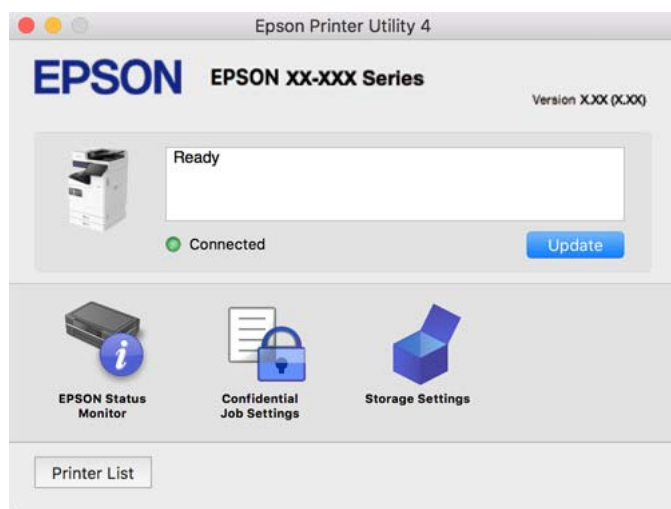 Epson Printer Utility 4
EPSON
EPSON XX-XXX Series
Version X.XX (X.XX)
Ready
Connected
Update
EPSON Status
Monitor
Confidential
Job Settings
Storage Settings
Printer List